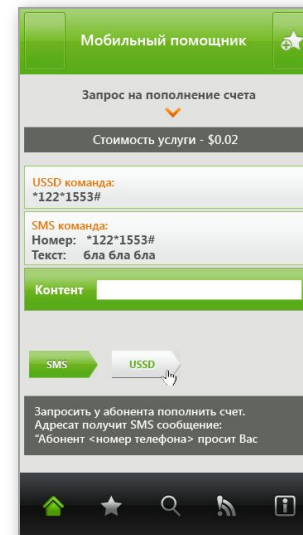 Мобильный помощник
Запрос на пополнение счета
Стоимость услуги - $0.02
USSD команда:
*122*1553#
SMS команда:
Номер: *122*1553#
Текст: бла бла бла
Контент
SMS
USSD
Запросить у абонента пополнить счет.
Адресат получит SMS сообщение:
“Абонент <номер телефона> просит Вас